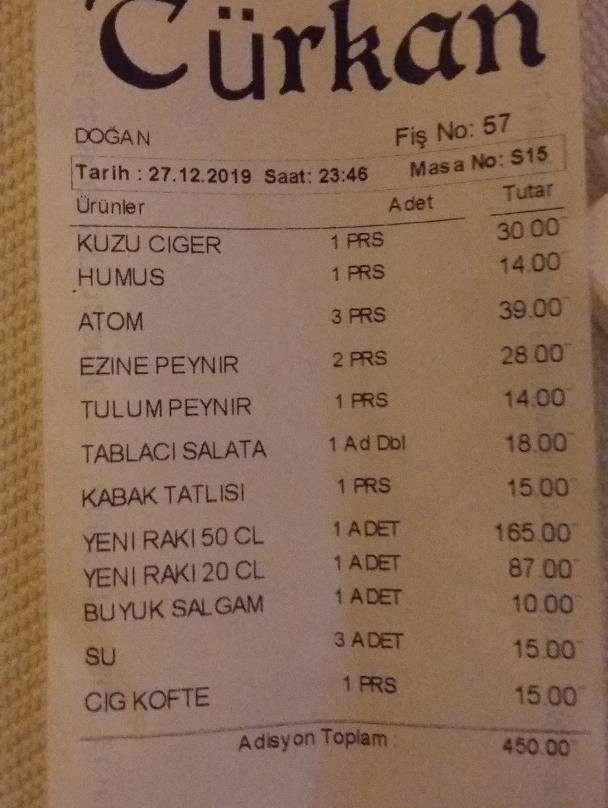 Türkan
DOĞAN Fiş No: 57
Tarih : 27.12.2019 Saat: 23:46 Masa No: S15
Ürünler Adet Tutar
KUZU CIGER 1 PRS 30.00
HUMUS 1 PRS 14.00
ATOM 3 PRS 39.00
EZINE PEYNIR 2 PRS 28.00
TULUM PEYNIR 1 PRS 14.00
TABLACI SALATA 1 Ad Dbl 18.00
KABAK TATLISI 1 PRS 15.00
YENI RAKI 50 CL 1 ADET 165.00
YENI RAKI 20 CL 1 ADET 87.00
BUYUK SALGAM 1 ADET 10.00
SU 3 ADET 15.00
CIG KOFTE 1 PRS 15.00
Adisyon Toplam : 450.00